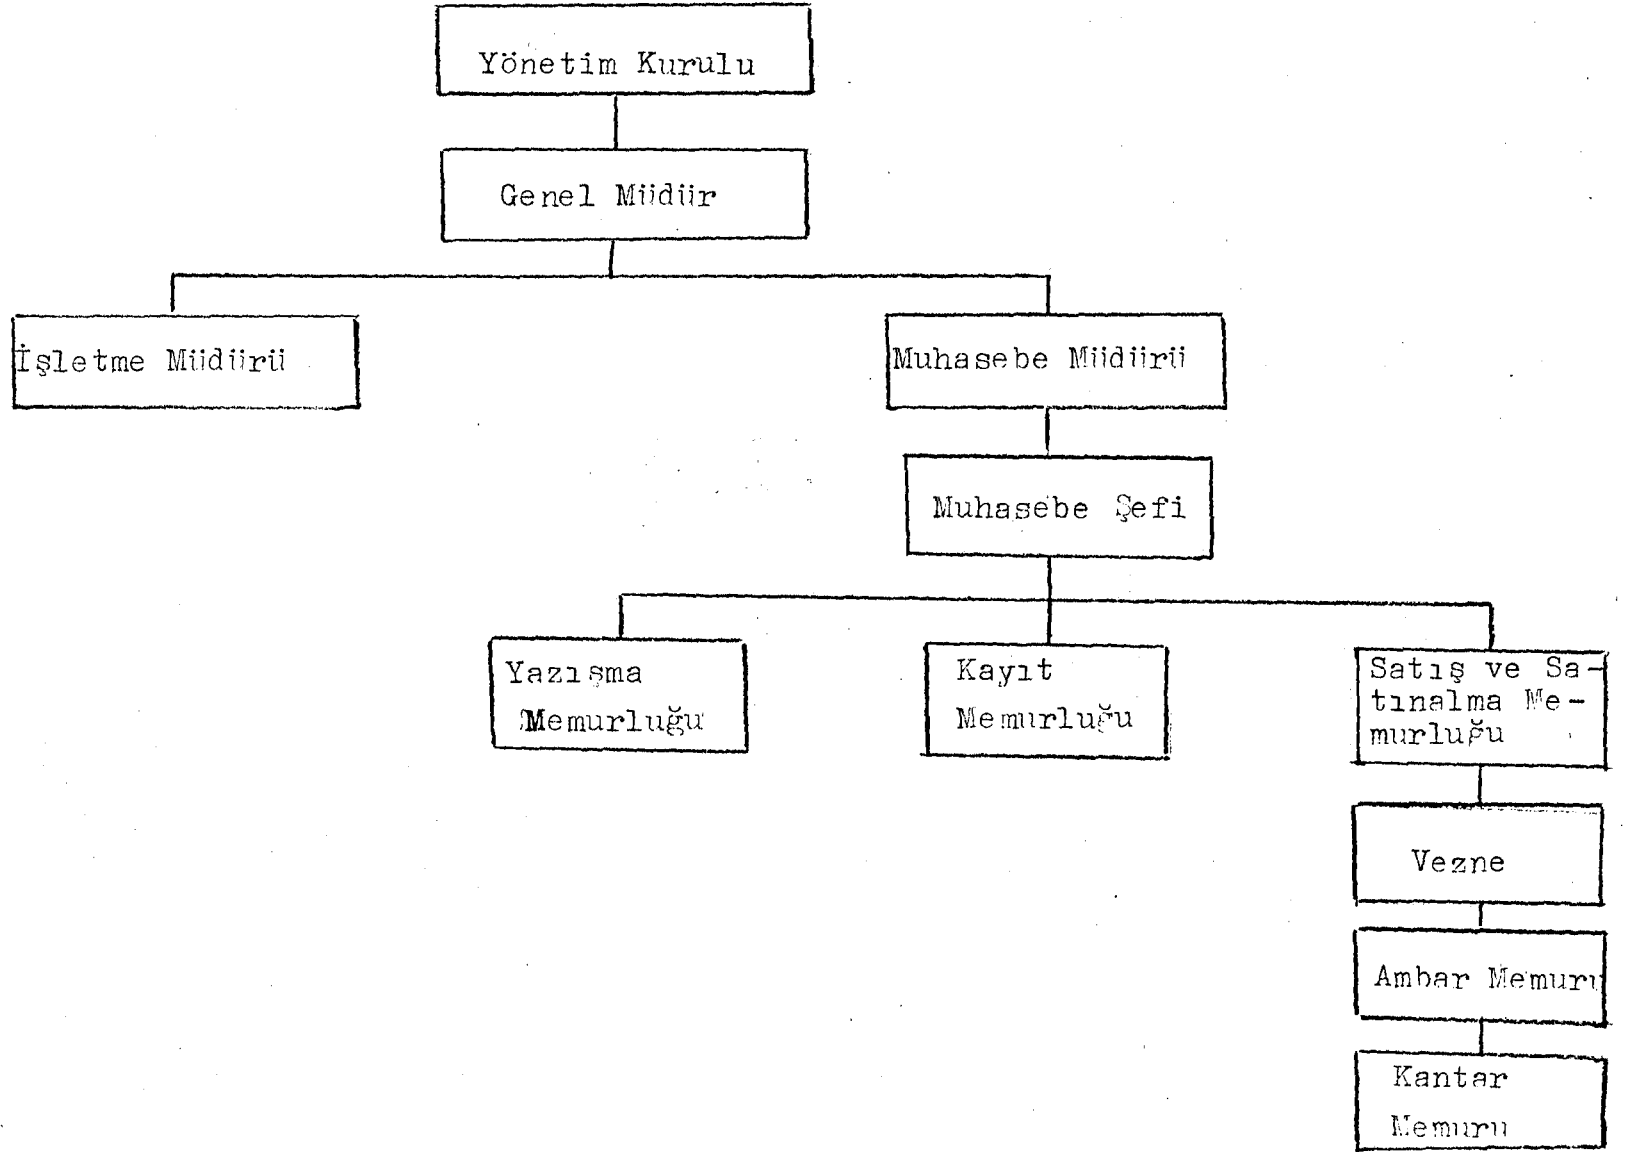 Yönetim Kurulu
Genel Müdür
İşletme Müdürü
Muhasebe Müdürü
Muhasebe Şefi
Yazışma
Memurluğu
Kayıt
Memurluğu
Satış ve Sa-
tınalma Me-
murluğu
Vezne
Ambar Memuru
Kantar
Memuru